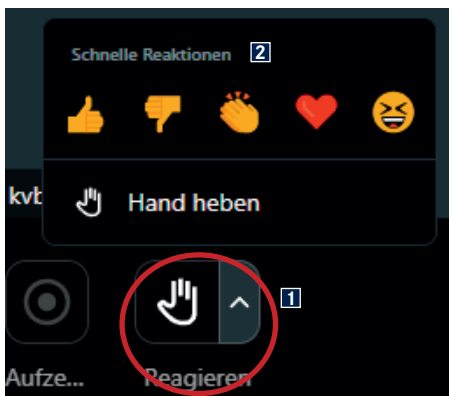 Schnelle Reaktionen 2
kvb
Hand heben
1
Aufze... Reagieren